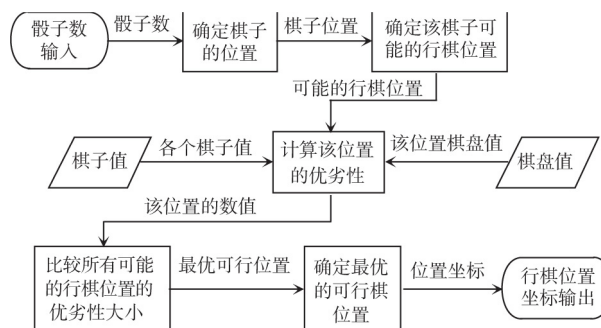 骰子数
输入
骰子数
确定棋子
的位置
棋子位置
确定该棋子可
能的行棋位置
可能的行棋位置
棋子值
各个棋子值
计算该位置
的优劣性
该位置棋盘值
棋盘值
该位置的数值
比较所有可能
的行棋位置的
优劣性大小
最优可行位置
确定最优
的可行棋
位置
位置坐标
行棋位置
坐标输出